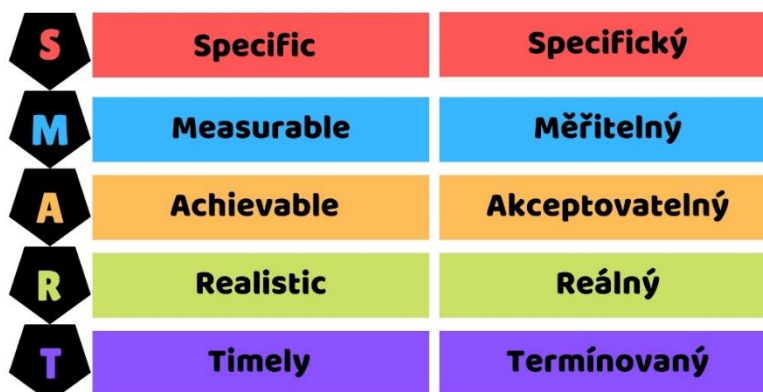 S Specific Specifický
M Measurable Měřitelný
A Achievable Akceptovatelný
R Realistic Reálný
T Timely Termínovaný